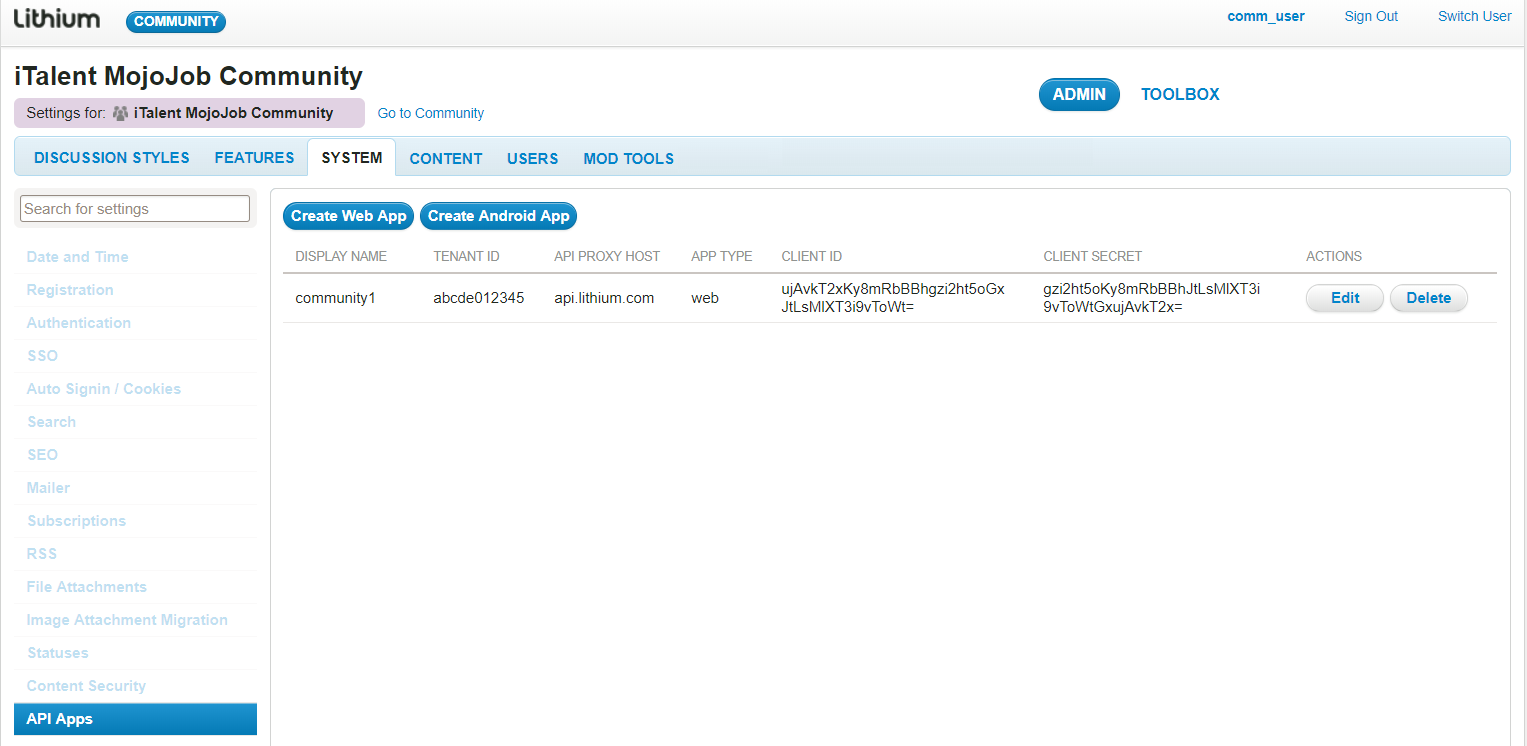 Lithium COMMUNITY comm_user Sign Out Switch User
iTalent MojoJob Community
ADMIN TOOLBOX
Settings for: iTalent MojoJob Community Go to Community
DISCUSSION STYLES FEATURES SYSTEM CONTENT USERS MOD TOOLS
Search for settings
Date and Time
Registration
Authentication
SSO
Auto Signin / Cookies
Search
SEO
Mailer
Subscriptions
RSS
File Attachments
Image Attachment Migration
Statuses
Content Security
API Apps
Create Web App Create Android App
DISPLAY NAME TENANT ID API PROXY HOST APP TYPE CLIENT ID CLIENT SECRET ACTIONS
community1 abcde012345 api.lithium.com web ujAvkT2xKy8mRbBBhgzi2ht5oGx gzi2ht5oKy8mRbBBhJtLsMlXT3i Edit Delete
JtLsMlXT3i9vToWt= 9vToWtGxujAvkT2x=